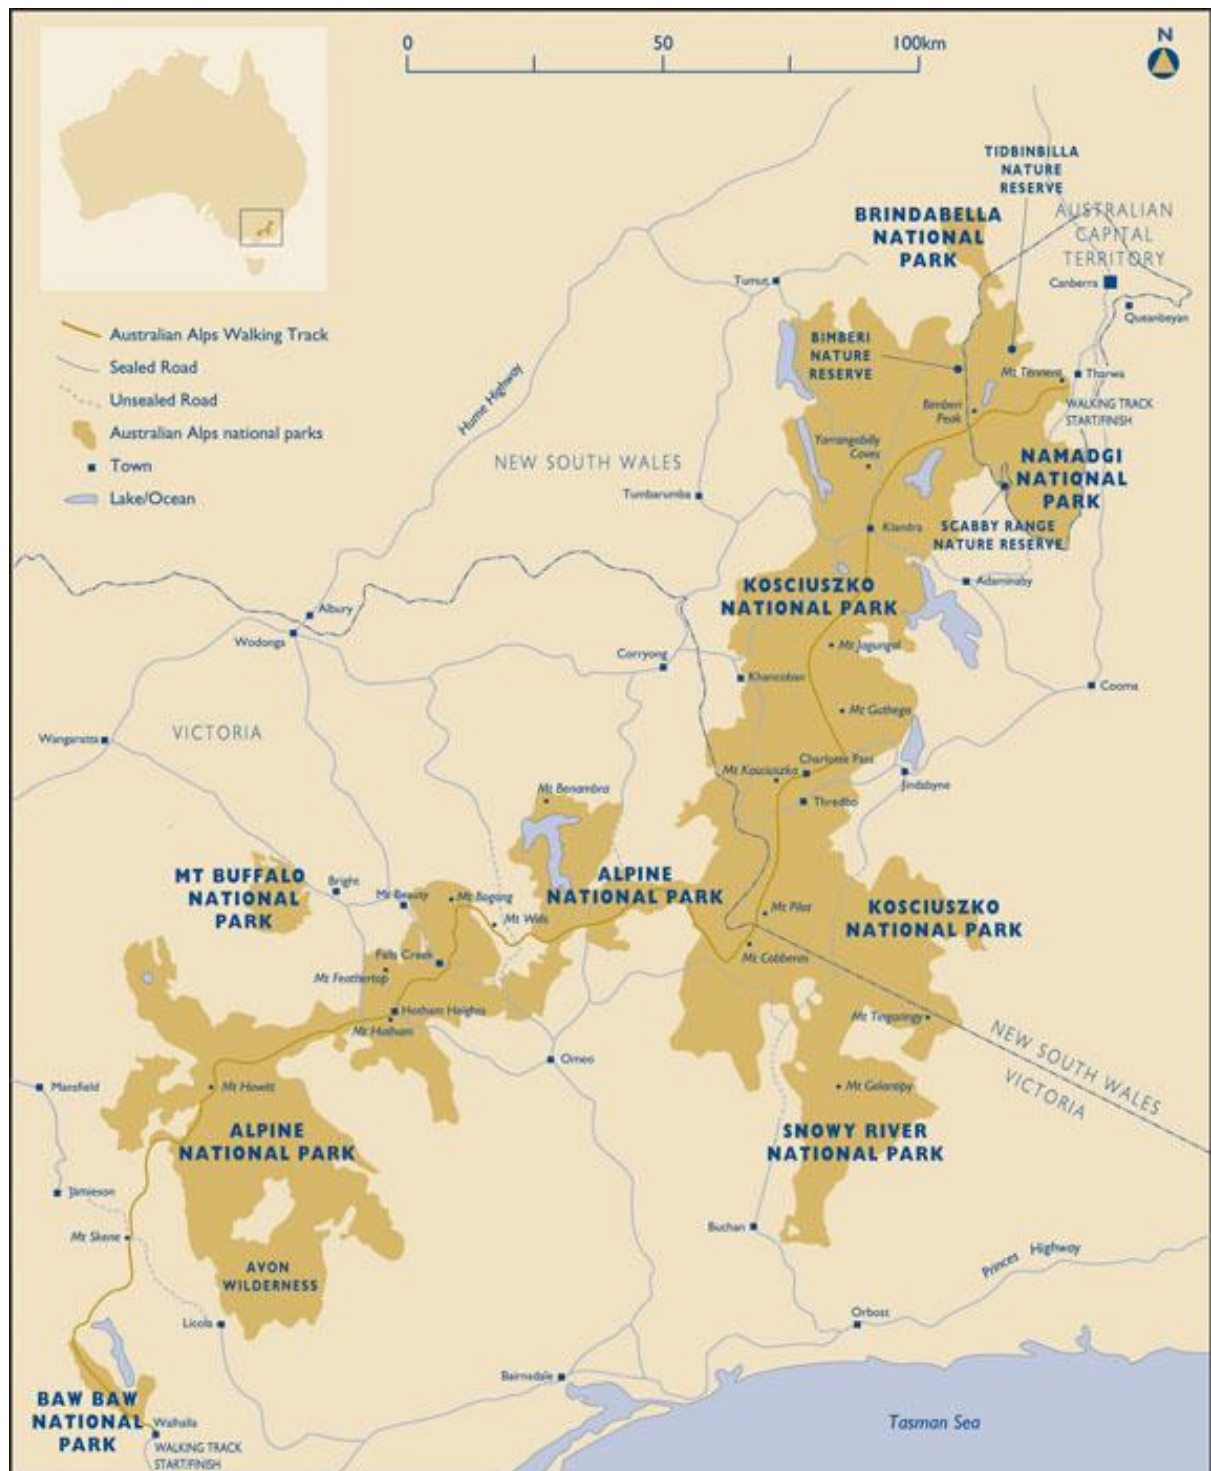 0 50 100km
N
TIDBINBILLA
NATURE
RESERVE
BRINDABELLA
NATIONAL
PARK
AUSTRALIAN
CAPITAL
TERRITORY
Canberra
Queanbeyan
Tumut
Australian Alps Walking Track
Sealed Road
Unsealed Road
Australian Alps national parks
Town
Lake/Ocean
Hume Highway
BIMBERI
NATURE
RESERVE
Mt Tennent
Tharwa
WALKING TRACK
START/FINISH
Bimberi
Peak
Yarrangobilly
Caves
NEW SOUTH WALES
NAMADGI
NATIONAL
PARK
Tumbarumba
Kiandra
SCABBY RANGE
NATURE RESERVE
Adaminaby
KOSCIUSZKO
NATIONAL PARK
Albury
Wodonga
Mt Jagungal
Corryong
Khancoban
Cooma
Mt Guthega
VICTORIA
Wangaratta
Charlotte Pass
Mt Kosciuszko
Jindabyne
Thredbo
Mt Benambra
MT BUFFALO
NATIONAL
PARK
Bright
Mt Beauty
Mt Bogong
Mt Wills
ALPINE
NATIONAL PARK
Mt Pilot
KOSCIUSZKO
NATIONAL PARK
Falls Creek
Mt Feathertop
Mt Cobberas
Hotham Heights
Mt Hotham
Mt Tingaringy
Omeo
NEW SOUTH WALES
VICTORIA
Mansfield
Mt Howitt
Mt Gelantipy
ALPINE
NATIONAL PARK
SNOWY RIVER
NATIONAL PARK
Jamieson
Mt Skene
Buchan
Princes Highway
AVON
WILDERNESS
Licola
Orbost
Bairnsdale
BAW BAW
NATIONAL
PARK
Walhalla
WALKING TRACK
START/FINISH
Tasman Sea